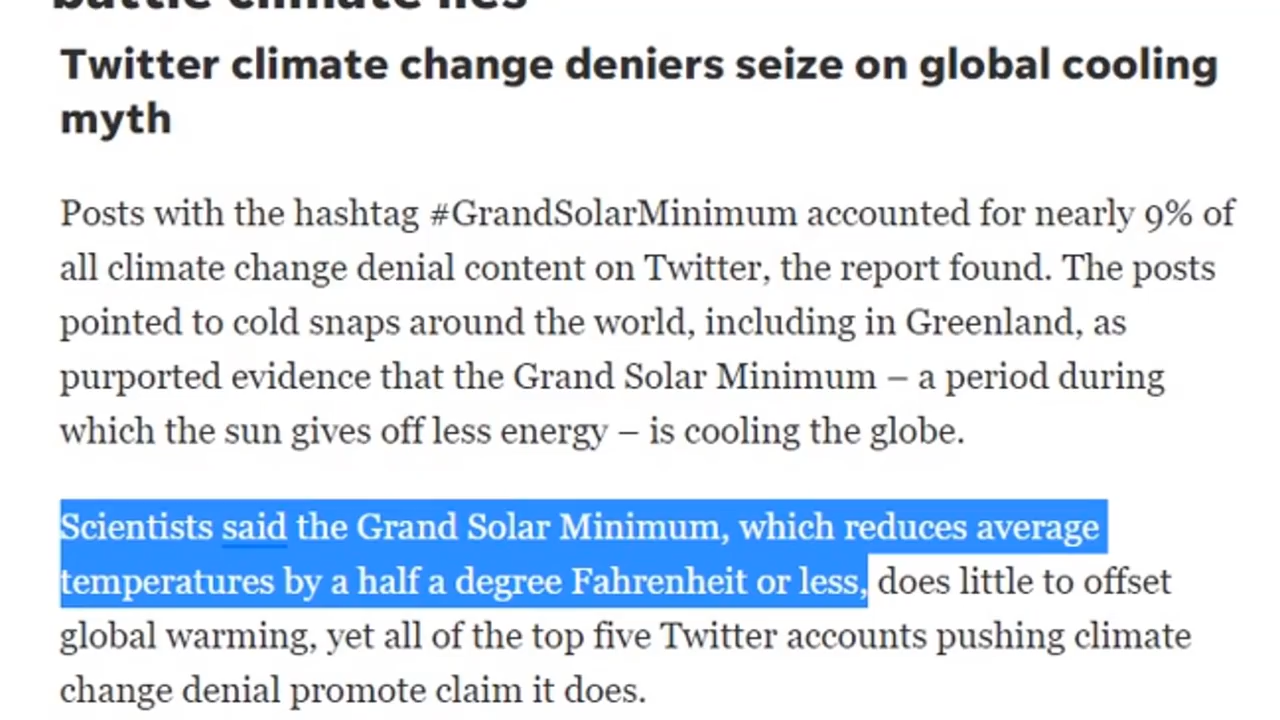 battle climate lies
Twitter climate change deniers seize on global cooling
myth
Posts with the hashtag #GrandSolarMinimum accounted for nearly 9% of
all climate change denial content on Twitter, the report found. The posts
pointed to cold snaps around the world, including in Greenland, as
purported evidence that the Grand Solar Minimum – a period during
which the sun gives off less energy – is cooling the globe.
Scientists said the Grand Solar Minimum, which reduces average
temperatures by a half a degree Fahrenheit or less, does little to offset
global warming, yet all of the top five Twitter accounts pushing climate
change denial promote claim it does.